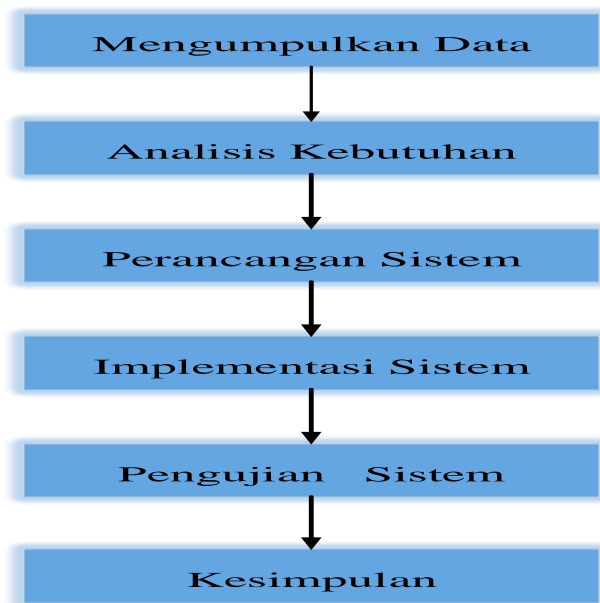 Mengumpulkan Data
Analisis Kebutuhan
Perancangan Sistem
Implementasi Sistem
Pengujian Sistem
Kesimpulan